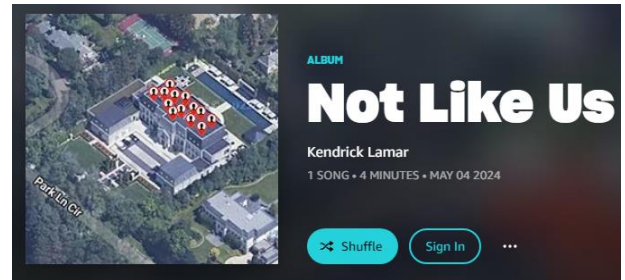 Park Ln Cir
ALBUM
Not Like Us
Kendrick Lamar
1 SONG • 4 MINUTES • MAY 04 2024
Shuffle
Sign In